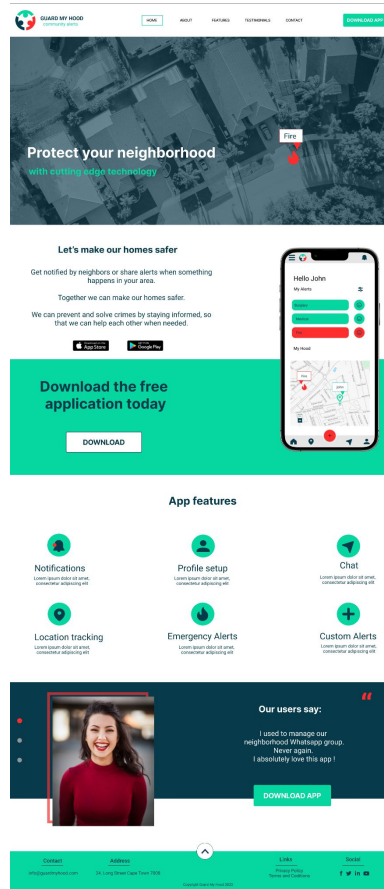 GUARD MY HOOD
community alerts
HOME ABOUT FEATURES TESTIMONIALS CONTACT DOWNLOAD APP
Fire
Protect your neighborhood
with cutting edge technology
Let's make our homes safer
Get notified by neighbors or share alerts when something
happens in your area.
Together we can make our homes safer.
We can prevent and solve crimes by staying informed, so
that we can help each other when needed.
App Store
Google Play
Hello John
My Alerts
My Hood
Fire
John
Download the free
application today
DOWNLOAD
App features
Notifications
Lorem ipsum dolor sit amet,
consectetur adipiscing elit
Profile setup
Lorem ipsum dolor sit amet,
consectetur adipiscing elit
Chat
Lorem ipsum dolor sit amet,
consectetur adipiscing elit
Location tracking
Lorem ipsum dolor sit amet,
consectetur adipiscing elit
Emergency Alerts
Lorem ipsum dolor sit amet,
consectetur adipiscing elit
Custom Alerts
Lorem ipsum dolor sit amet,
consectetur adipiscing elit
“
Our users say:
I used to manage our
neighborhood Whatsapp group.
Never again.
I absolutely love this app !
DOWNLOAD APP
Contact Address Links Social
info@guardmyhood.com 24, Long Street Cape Town 7806
Privacy Policy
Terms and Conditions